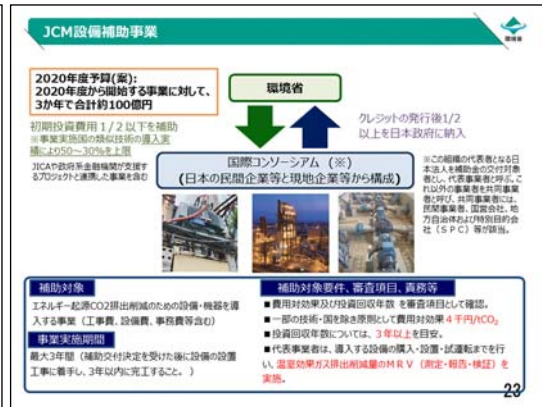 JCM設備補助事業
環境省
2020年度予算(案):
2020年度から開始する事業に対して、
3か年で合計約100億円
環境省
初期投資費用1/2以下を補助
※事業実施国の類似技術の導入実
績により50~30%を上限
JICAや政府系金融機関が支援す
るプロジェクトと連携した事業を含む
クレジットの発行後1/2
以上を日本政府に納入
国際コンソーシアム(※)
(日本の民間企業等と現地企業等から構成)
※この組織の代表者となる日
本法人を補助金の交付対象
者とし、代表事業者と呼ぶ。こ
れ以外の事業者を共同事業
者と呼び、共同事業者には、
民間事業者、国営会社、地
方自治体および特別目的会
社(SPC)等が該当。
補助対象
エネルギー起源CO2排出削減のための設備・機器を導
入する事業(工事費、設備費、事務費等含む)
事業実施期間
最大3年間(補助交付決定を受けた後に設備の設置
工事に着手し、3年以内に完工すること。)
補助対象要件、審査項目、責務等
■費用対効果及び投資回収年数 を審査項目として確認。
■一部の技術・国を除き原則として費用対効果4千円/tCO2
■投資回収年数については、3年以上を目安。
■代表事業者は、導入する設備の購入・設置・試運転までを行
い、温室効果ガス排出削減量のMRV(測定・報告・検証)を
実施。
23